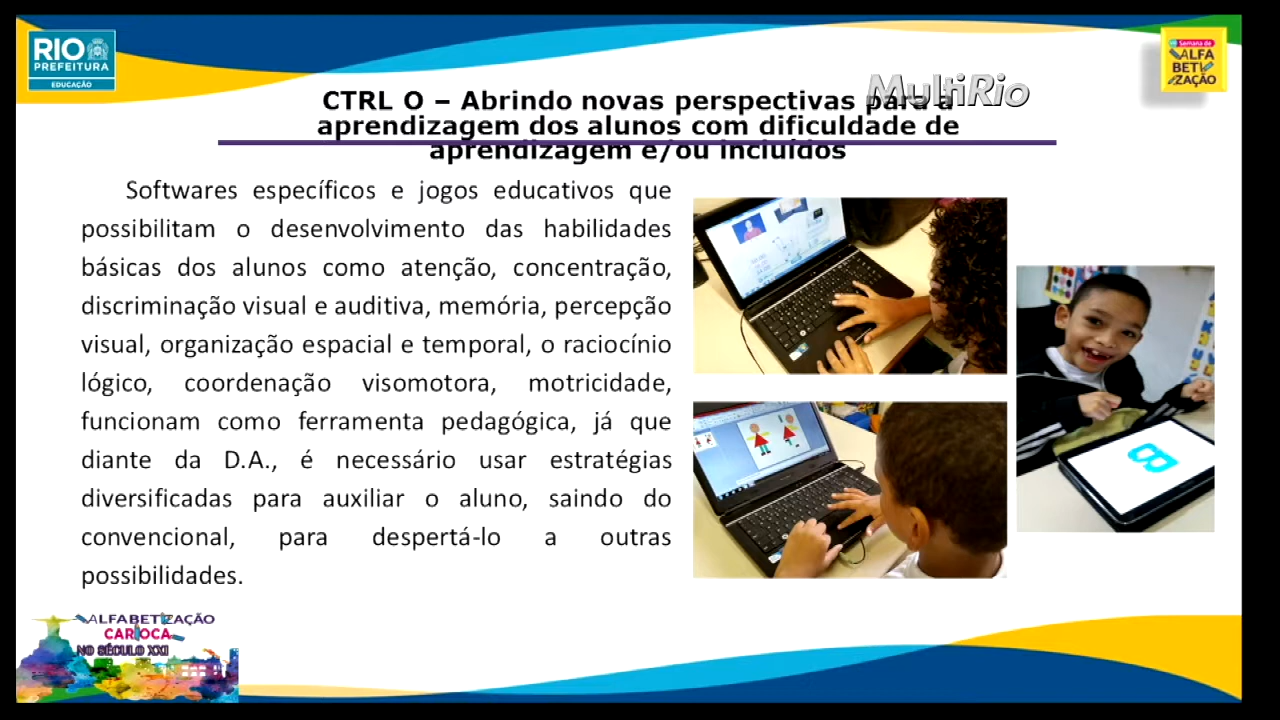 RIO
PREFEITURA
EDUCAÇÃO
Semana de
ALFA
BETI
ZAÇÃO
MultiRio
CTRL O – Abrindo novas perspectivas para a
aprendizagem dos alunos com dificuldade de
aprendizagem e/ou incluídos
Softwares específicos e jogos educativos que
possibilitam o desenvolvimento das habilidades
básicas dos alunos como atenção, concentração,
discriminação visual e auditiva, memória, percepção
visual, organização espacial e temporal, o raciocínio
lógico, coordenação visomotora, motricidade,
funcionam como ferramenta pedagógica, já que
diante da D.A., é necessário usar estratégias
diversificadas para auxiliar o aluno, saindo do
convencional, para despertá-lo a outras
possibilidades.
8
ALFABETIZAÇÃO
CARIOCA
NO SÉCULO XXI